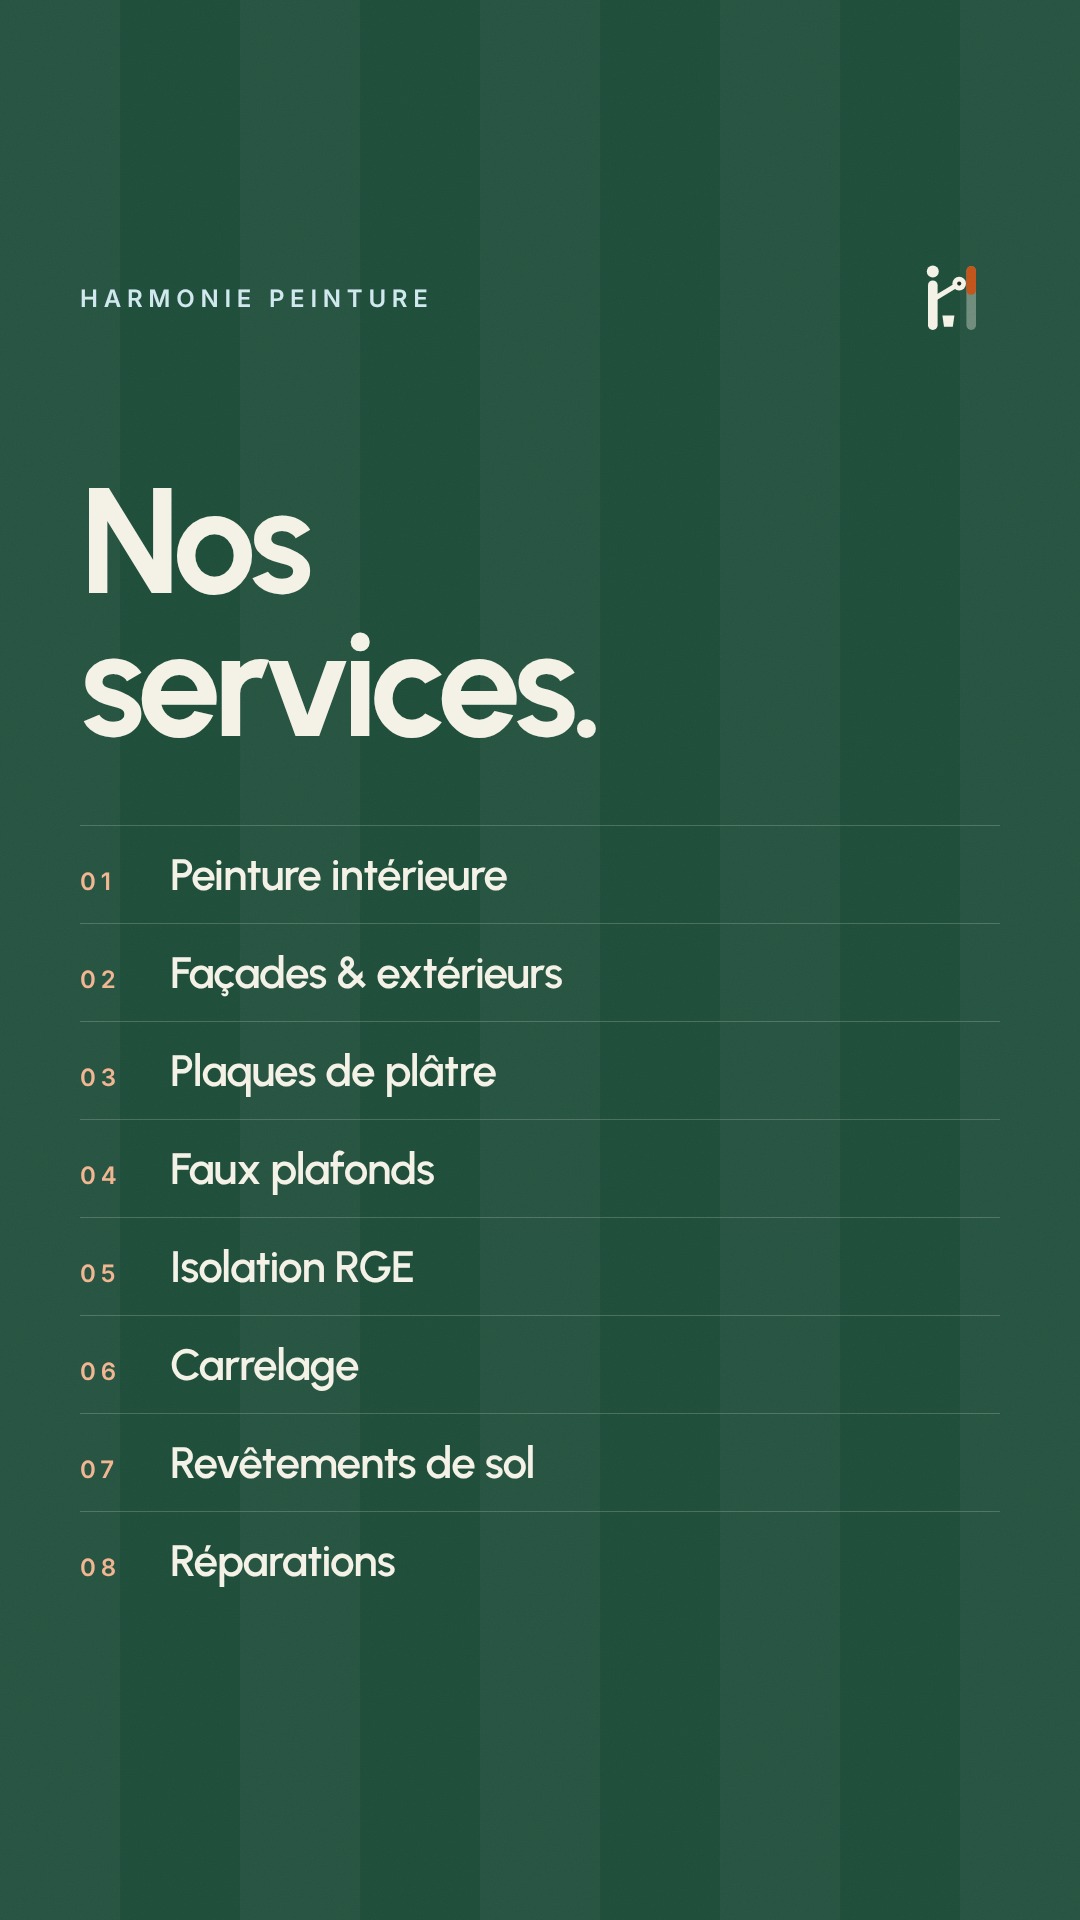 HARMONIE PEINTURE
Nos
services.
01 Peinture intérieure
02 Façades & extérieurs
03 Plaques de plâtre
04 Faux plafonds
05 Isolation RGE
06 Carrelage
07 Revêtements de sol
08 Réparations